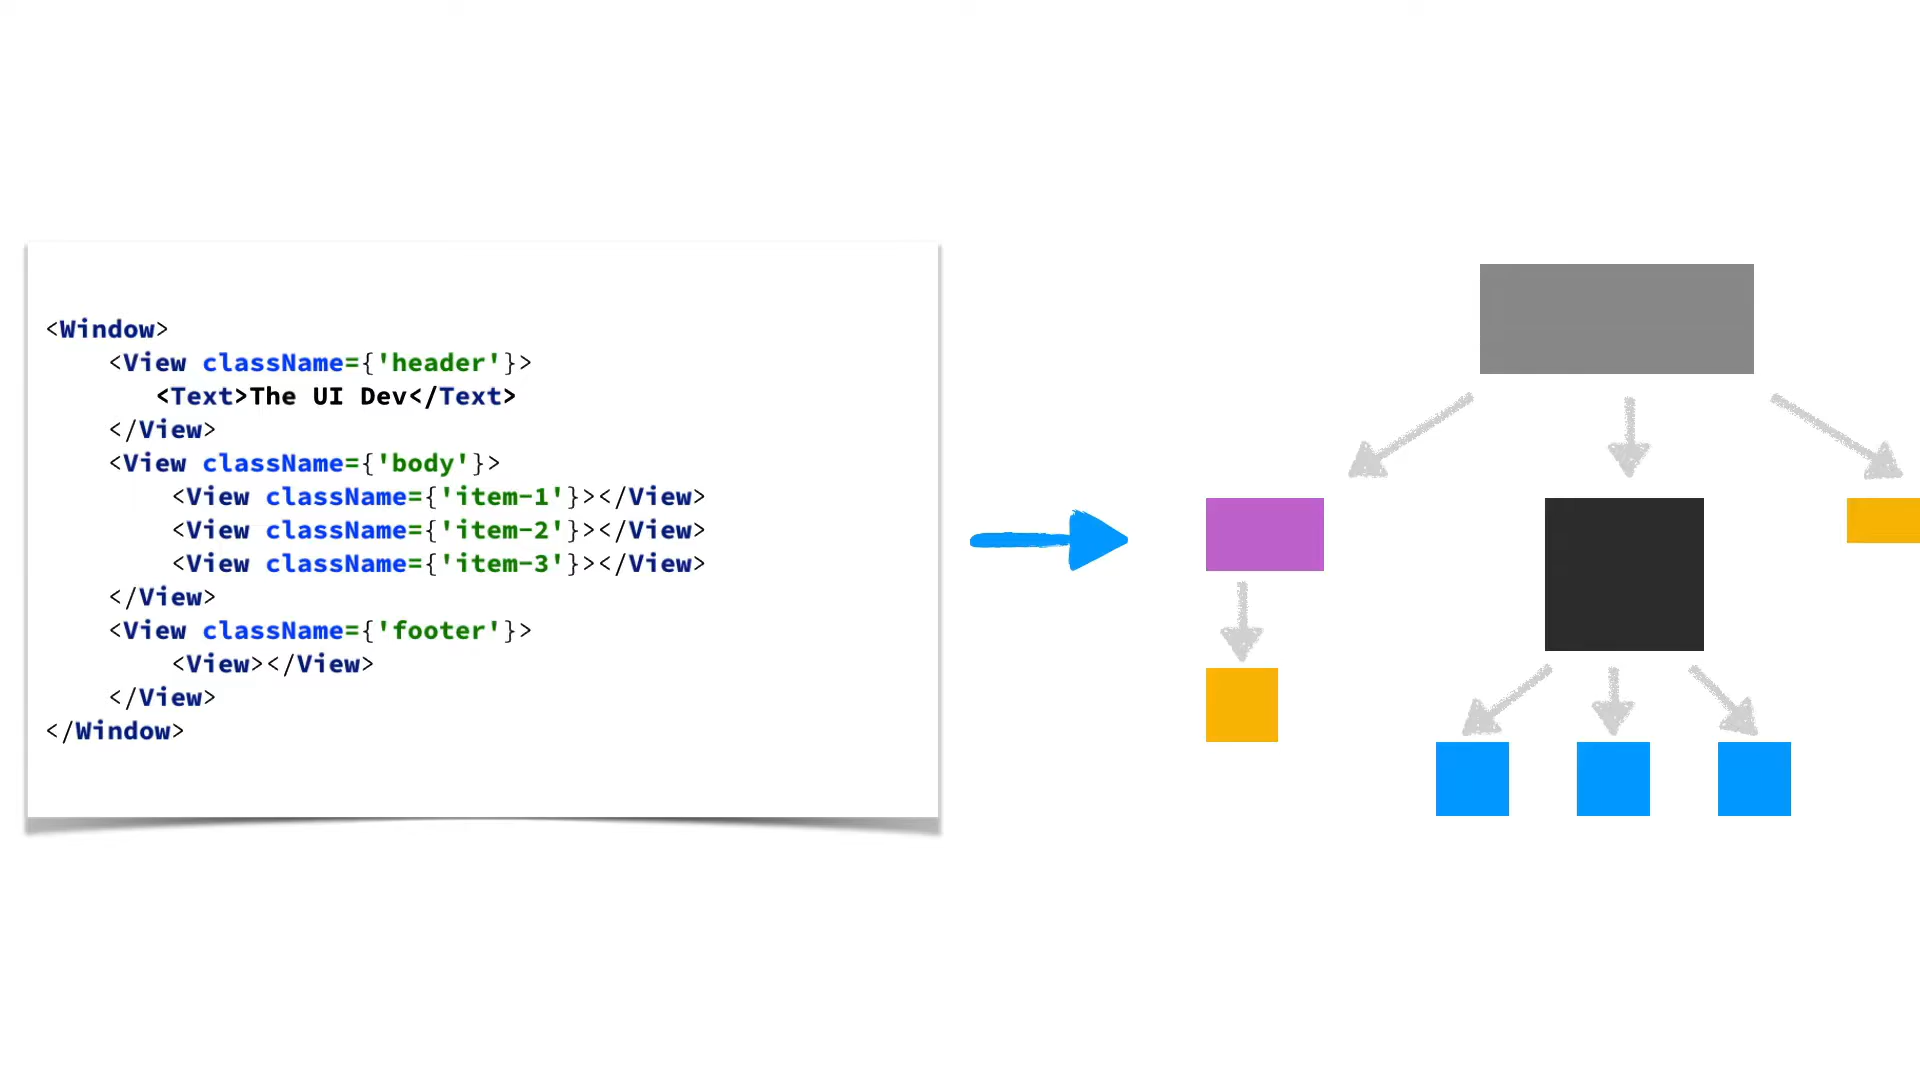 <Window>
<View className={'header'}>
<Text>The UI Dev</Text>
</View>
<View className={'body'}>
<View className={'item-1'}></View>
<View className={'item-2'}></View>
<View className={'item-3'}></View>
</View>
<View className={'footer'}>
<View></View>
</View>
</Window>